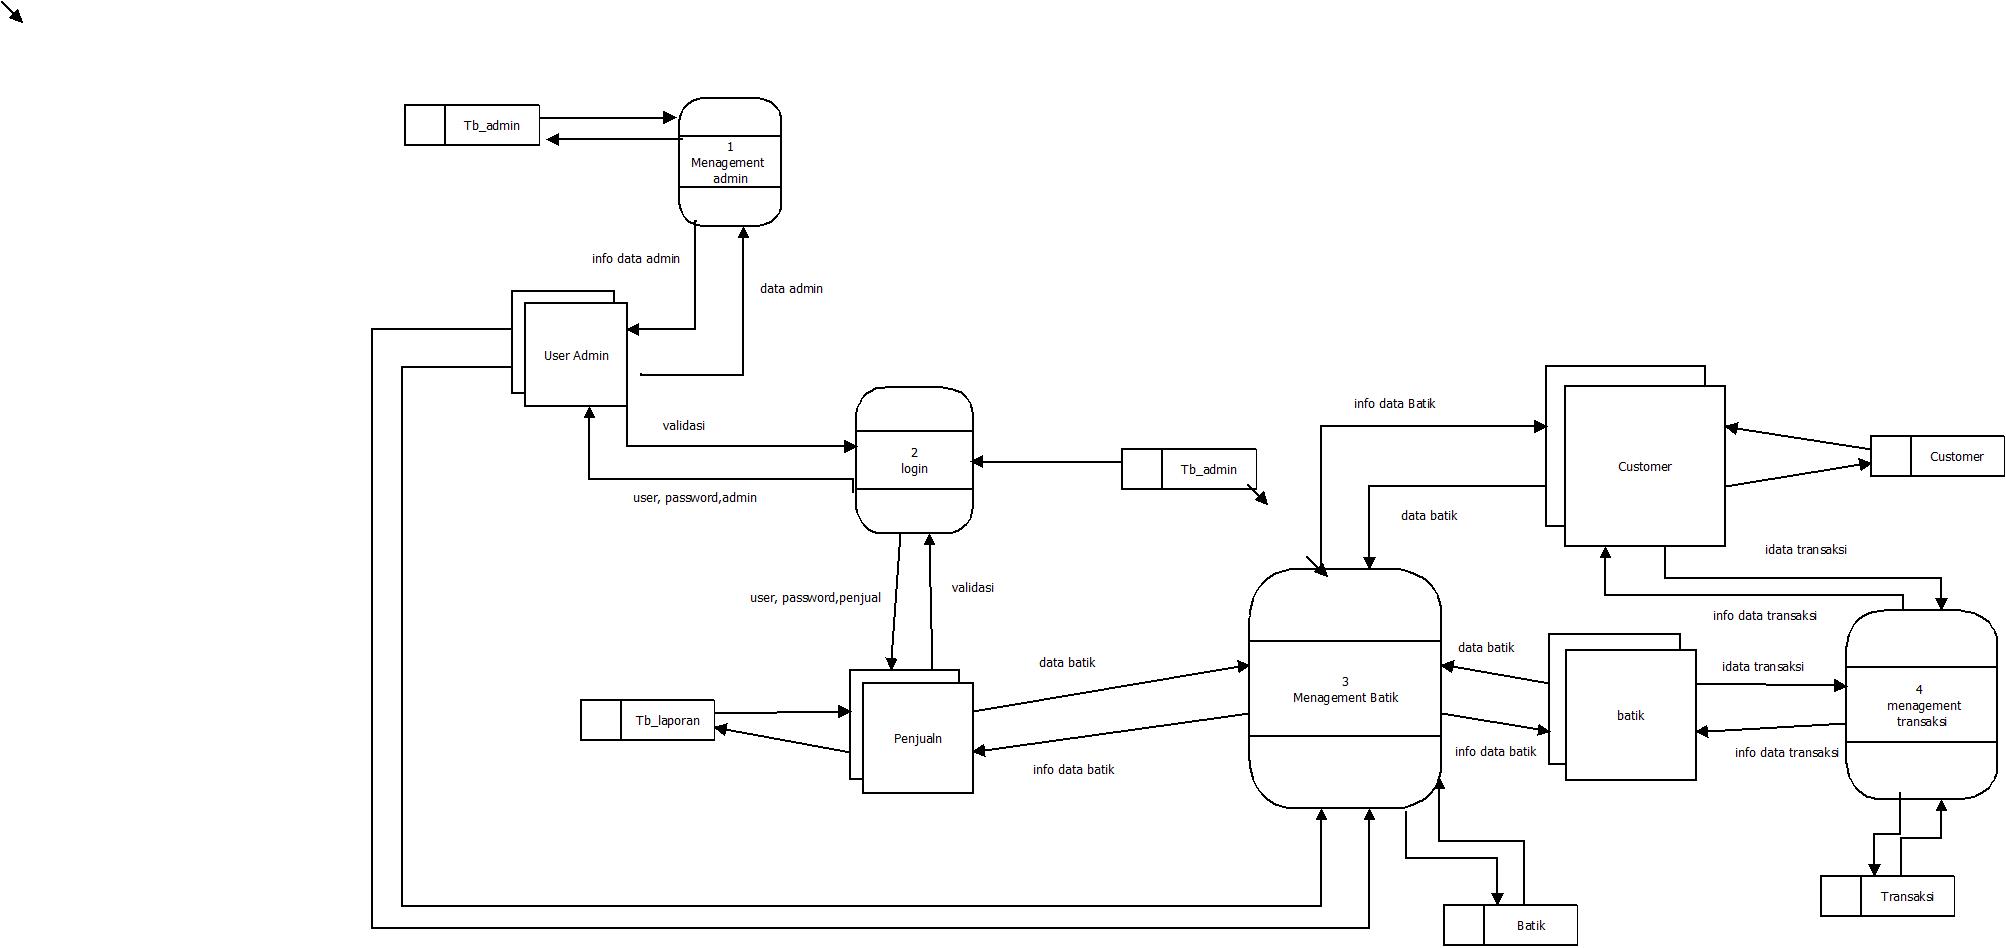 Tb_admin
1
Menagement
admin
info data admin
data admin
User Admin
validasi
2
login
user, password,admin
Tb_admin
info data Batik
Customer
Customer
data batik
idata transaksi
info data transaksi
user, password,penjual
validasi
data batik
Tb_laporan
Penjualn
info data batik
3
Menagement Batik
data batik
batik
info data batik
idata transaksi
4
menagement
transaksi
info data transaksi
Batik
Transaksi